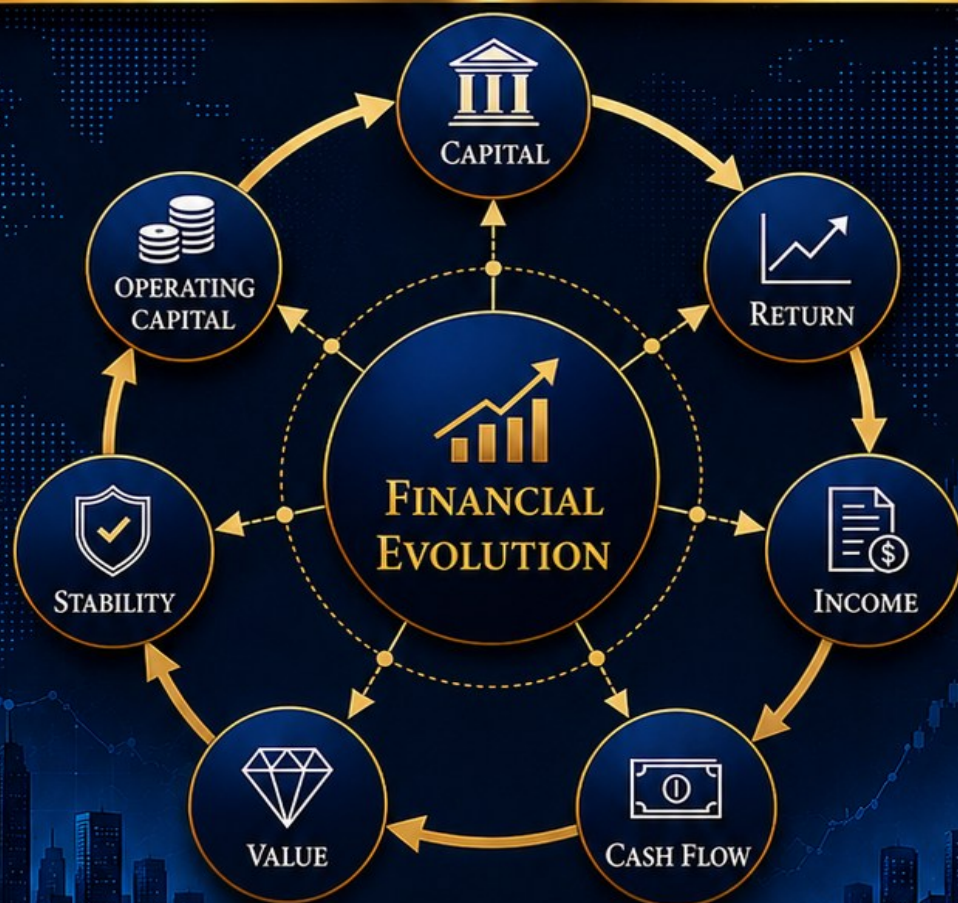 CAPITAL
RETURN
INCOME
$
CASH FLOW
VALUE
STABILITY
OPERATING
CAPITAL
FINANCIAL
EVOLUTION